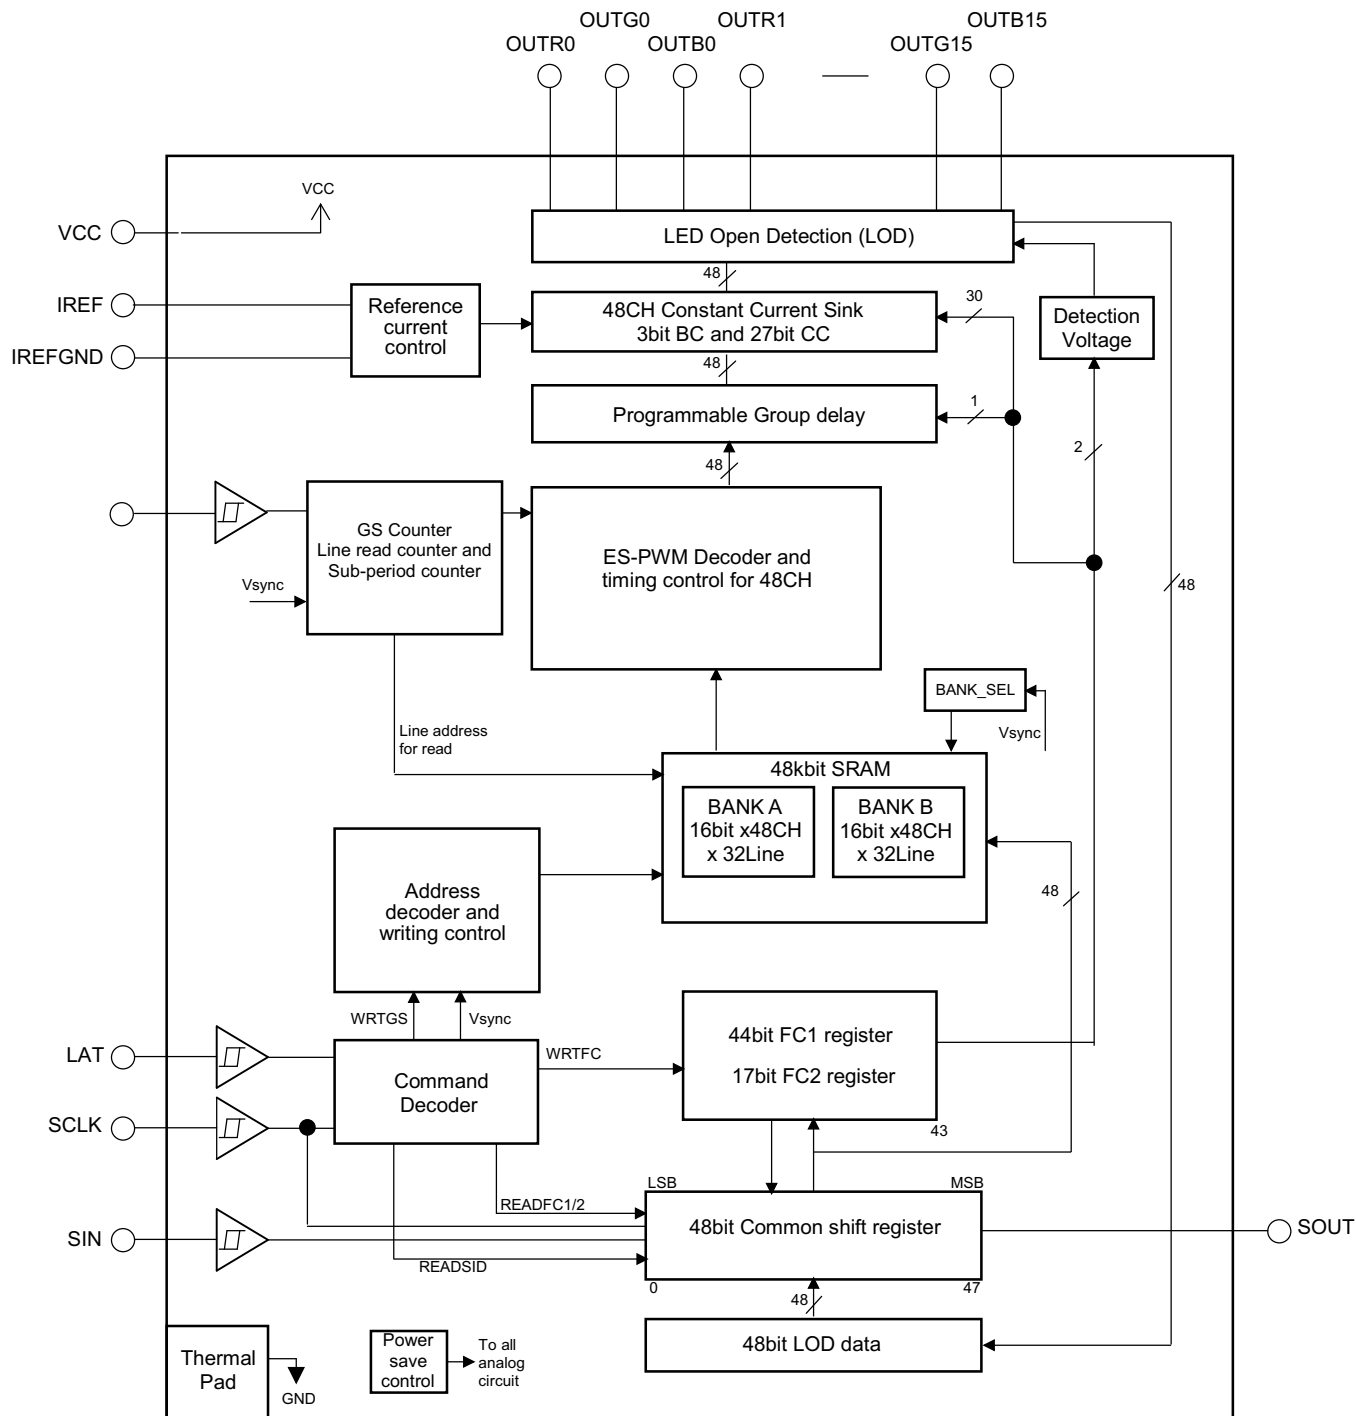 OUTG0
OUTR1
OUTB15
OUTR0
OUTB0
OUTG15
VCC
VCC
LED Open Detection (LOD)
48
IREF
IREFGND
Reference
current
control
48CH Constant Current Sink
3bit BC and 27bit CC
30
Detection
Voltage
48
Programmable Group delay
1
2
48
GS Counter
Line read counter and
Sub-period counter
Vsync
ES-PWM Decoder and
timing control for 48CH
48
BANK_SEL
Vsync
Line address
for read
48kbit SRAM
BANK A
16bit x48CH
x 32Line
BANK B
16bit x48CH
x 32Line
48
Address
decoder and
writing control
WRTGS
Vsync
LAT
SCLK
Command
Decoder
WRTFC
44bit FC1 register
17bit FC2 register
43
LSB
MSB
READFC1/2
SIN
48bit Common shift register
SOUT
READSID
0
47
48
48bit LOD data
Thermal
Pad
GND
Power
save
control
To all
analog
circuit